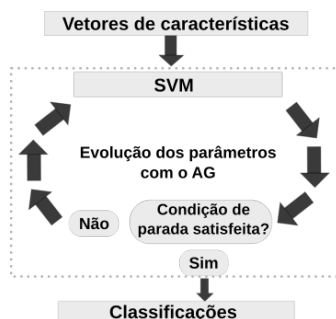 Vetores de características
SVM
Evolução dos parâmetros
com o AG
Condição de
parada satisfeita?
Não
Sim
Classificações